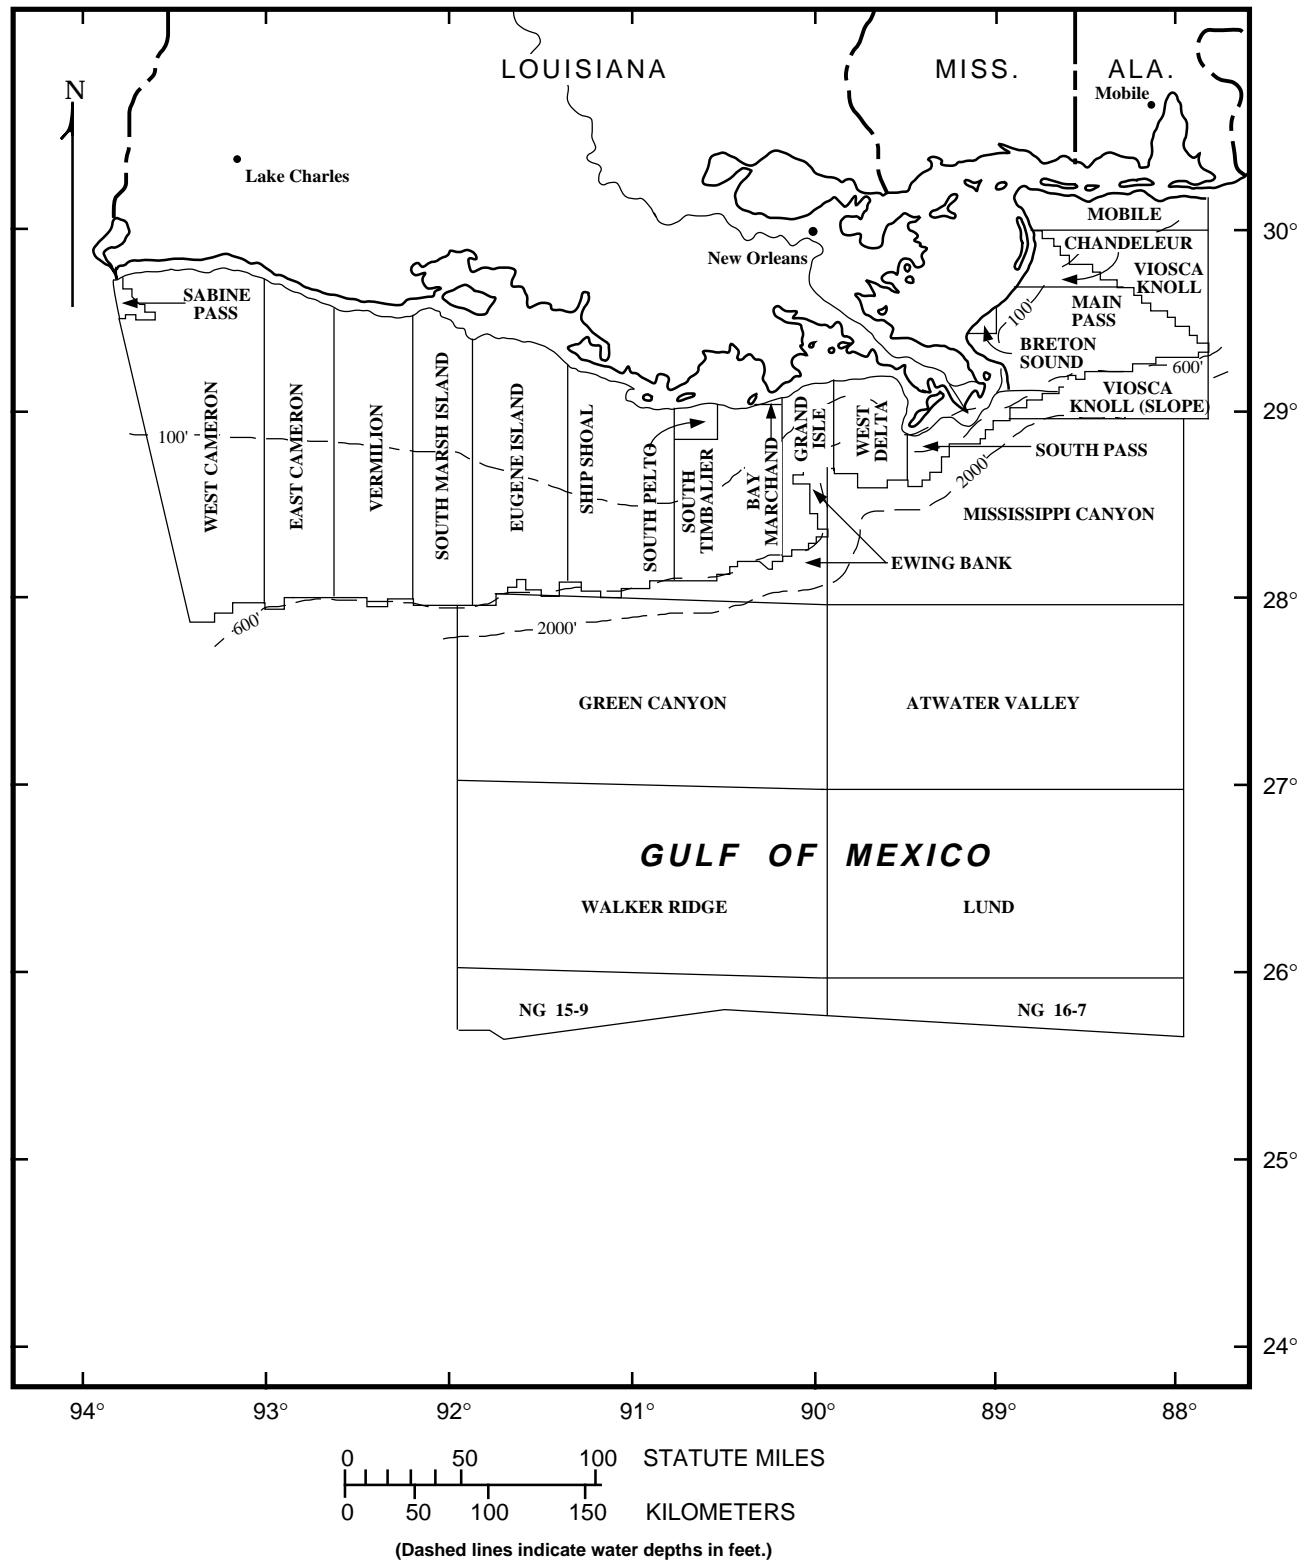 LOUISIANA
MISS.
ALA.
Mobile
N
Lake Charles
New Orleans
MOBILE
30°
CHANDELEUR
VIOSCA
KNOLL
SABINE
PASS
100'
MAIN
PASS
BRETON
SOUND
600'
VIOSCA
KNOLL (SLOPE)
29°
WEST CAMERON
EAST CAMERON
VERMILION
SOUTH MARSH ISLAND
EUGENE ISLAND
SHIP SHOAL
SOUTH PELTO
SOUTH
TIMBALIER
BAY
MARCHAND
GRAND
ISLE
WEST
DELTA
100'
SOUTH PASS
2000'
MISSISSIPPI CANYON
EWING BANK
28°
600'
2000'
GREEN CANYON
ATWATER VALLEY
27°
GULF OF MEXICO
WALKER RIDGE
LUND
26°
NG 15-9
NG 16-7
25°
24°
94°
93°
92°
91°
90°
89°
88°
0 50 100 STATUTE MILES
0 50 100 150 KILOMETERS
(Dashed lines indicate water depths in feet.)